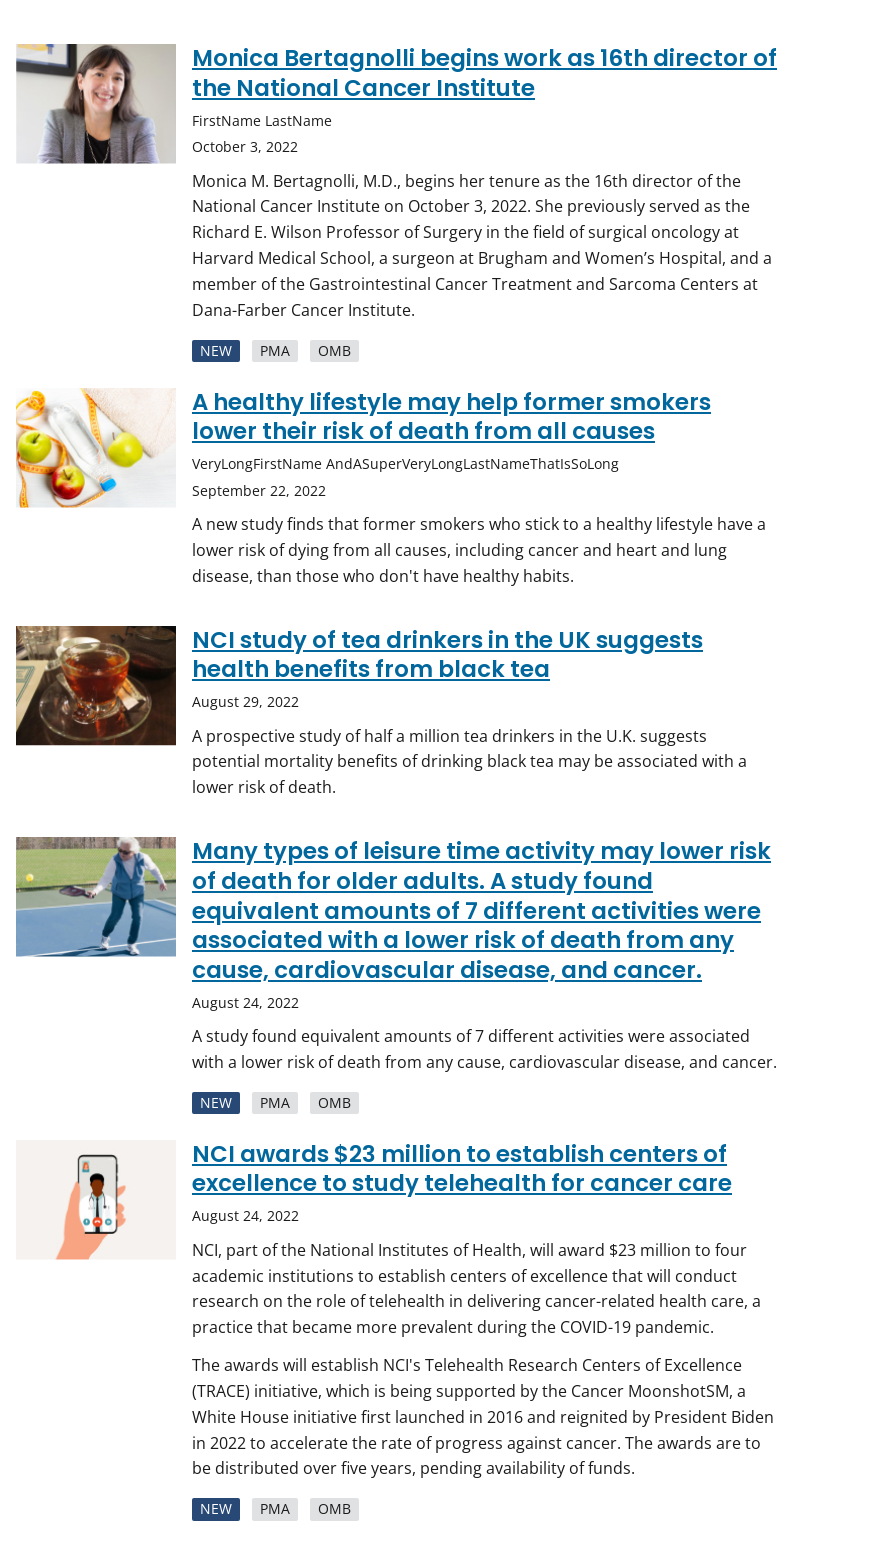 Monica Bertagnolli begins work as 16th director of
the National Cancer Institute
FirstName LastName
October 3, 2022
Monica M. Bertagnolli, M.D., begins her tenure as the 16th director of the
National Cancer Institute on October 3, 2022. She previously served as the
Richard E. Wilson Professor of Surgery in the field of surgical oncology at
Harvard Medical School, a surgeon at Brugham and Women’s Hospital, and a
member of the Gastrointestinal Cancer Treatment and Sarcoma Centers at
Dana-Farber Cancer Institute.
NEW PMA OMB
A healthy lifestyle may help former smokers
lower their risk of death from all causes
VeryLongFirstName AndASuperVeryLongLastNameThatIsSoLong
September 22, 2022
A new study finds that former smokers who stick to a healthy lifestyle have a
lower risk of dying from all causes, including cancer and heart and lung
disease, than those who don't have healthy habits.
NCI study of tea drinkers in the UK suggests
health benefits from black tea
August 29, 2022
A prospective study of half a million tea drinkers in the U.K. suggests
potential mortality benefits of drinking black tea may be associated with a
lower risk of death.
Many types of leisure time activity may lower risk
of death for older adults. A study found
equivalent amounts of 7 different activities were
associated with a lower risk of death from any
cause, cardiovascular disease, and cancer.
August 24, 2022
A study found equivalent amounts of 7 different activities were associated
with a lower risk of death from any cause, cardiovascular disease, and cancer.
NEW PMA OMB
NCI awards $23 million to establish centers of
excellence to study telehealth for cancer care
August 24, 2022
NCI, part of the National Institutes of Health, will award $23 million to four
academic institutions to establish centers of excellence that will conduct
research on the role of telehealth in delivering cancer-related health care, a
practice that became more prevalent during the COVID-19 pandemic.
The awards will establish NCI's Telehealth Research Centers of Excellence
(TRACE) initiative, which is being supported by the Cancer MoonshotSM, a
White House initiative first launched in 2016 and reignited by President Biden
in 2022 to accelerate the rate of progress against cancer. The awards are to
be distributed over five years, pending availability of funds.
NEW PMA OMB